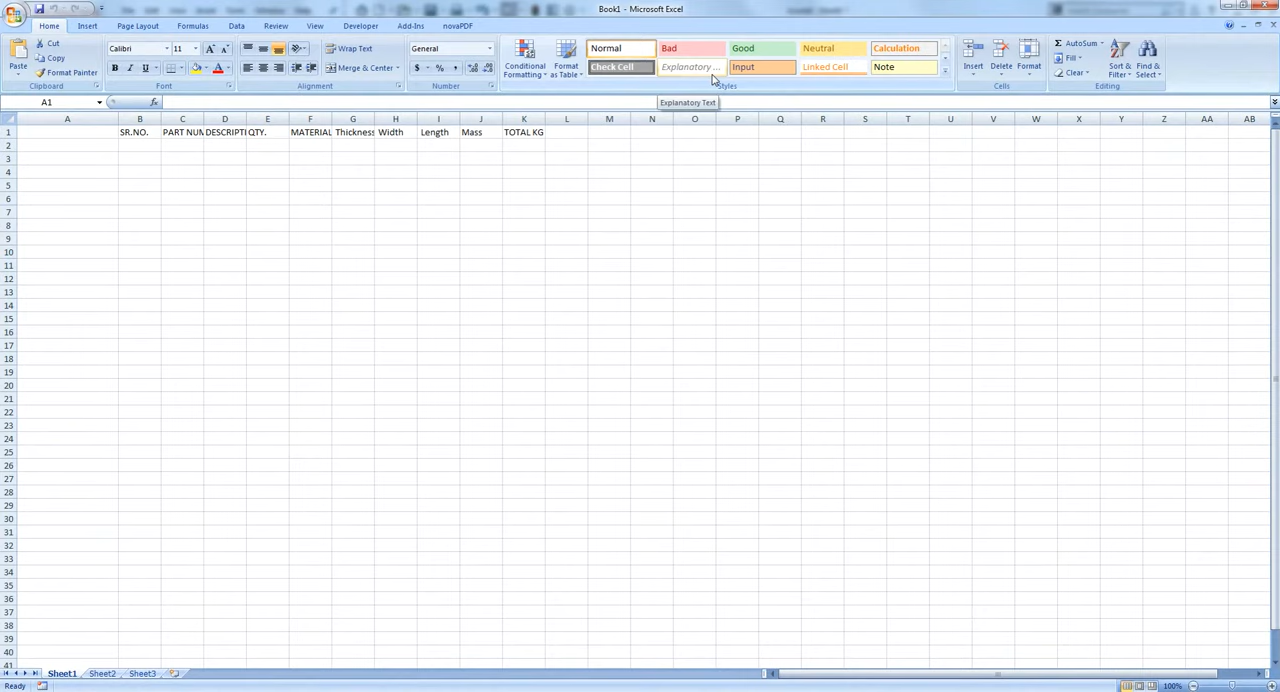 Book1 - Microsoft Excel
Home Insert Page Layout Formulas Data Review View Developer Add-Ins novaPDF
Paste
Cut
Copy
Format Painter
Clipboard
Calibri 11
B I U
Font
Wrap Text
Merge & Center
Alignment
General
$ % ,
Number
Conditional Formatting
Format as Table
Normal Bad Good Neutral Calculation
Check Cell Explanatory ... Input Linked Cell Note
Styles
Insert Delete Format
Cells
AutoSum
Fill
Clear
Sort & Filter
Find & Select
Editing
A1 fx
Explanatory Text
A B C D E F G H I J K L M N O P Q R S T U V W X Y Z AA AB
1 SR.NO. PART NUM DESCRIPTI QTY. MATERIAL Thickness Width Length Mass TOTAL KG
2
3
4
5
6
7
8
9
10
11
12
13
14
15
16
17
18
19
20
21
22
23
24
25
26
27
28
29
30
31
32
33
34
35
36
37
38
39
40
41
Sheet1 Sheet2 Sheet3
Ready 100%